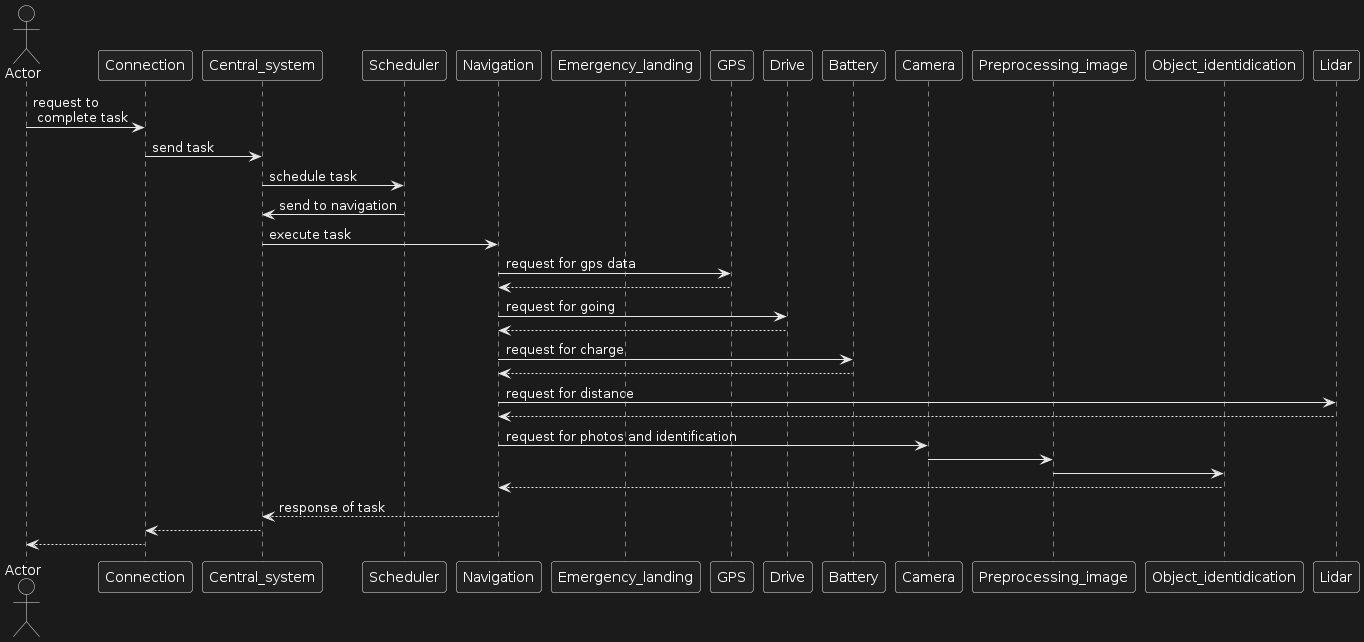 Actor
Connection
Central_system
Scheduler
Navigation
Emergency_landing
GPS
Drive
Battery
Camera
Preprocessing_image
Object_identidication
Lidar
request to
complete task
send task
schedule task
send to navigation
execute task
request for gps data
request for going
request for charge
request for distance
request for photos and identification
response of task
Actor
Connection
Central_system
Scheduler
Navigation
Emergency_landing
GPS
Drive
Battery
Camera
Preprocessing_image
Object_identidication
Lidar